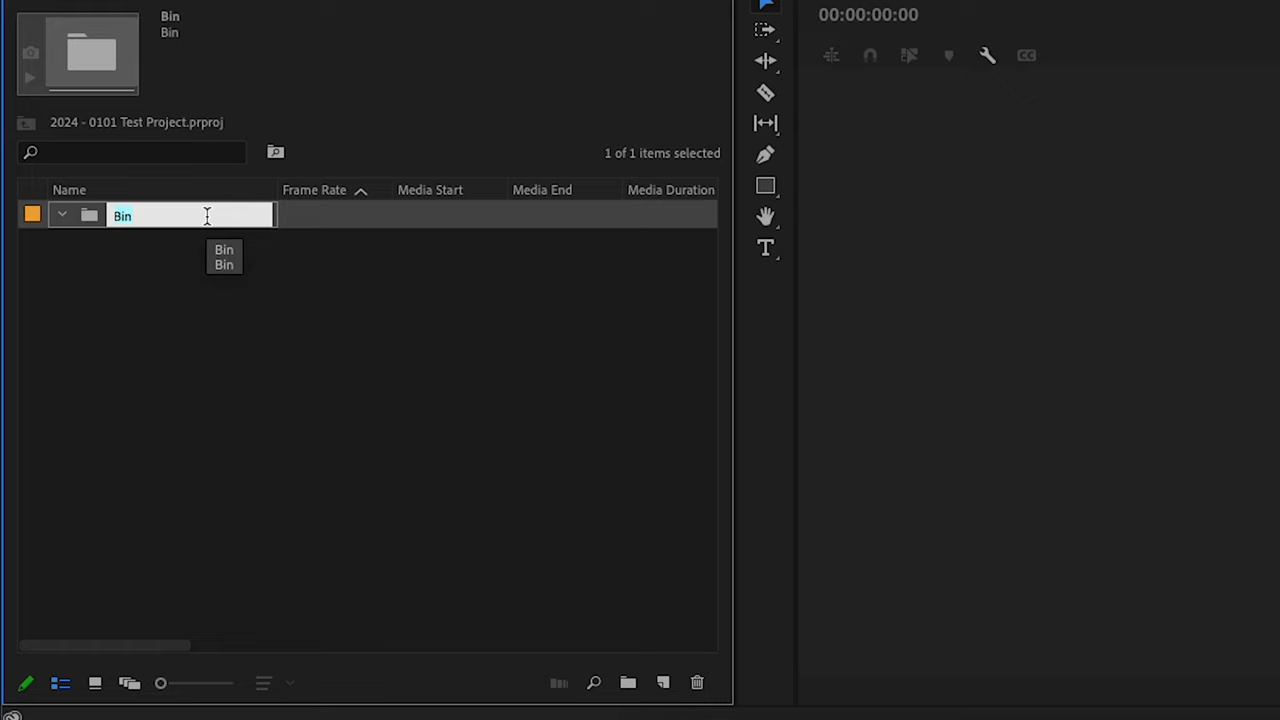 Bin
Bin
00:00:00:00
CC
2024 - 0101 Test Project.prproj
1 of 1 items selected
Name Frame Rate Media Start Media End Media Duration
Bin
Bin
Bin
T